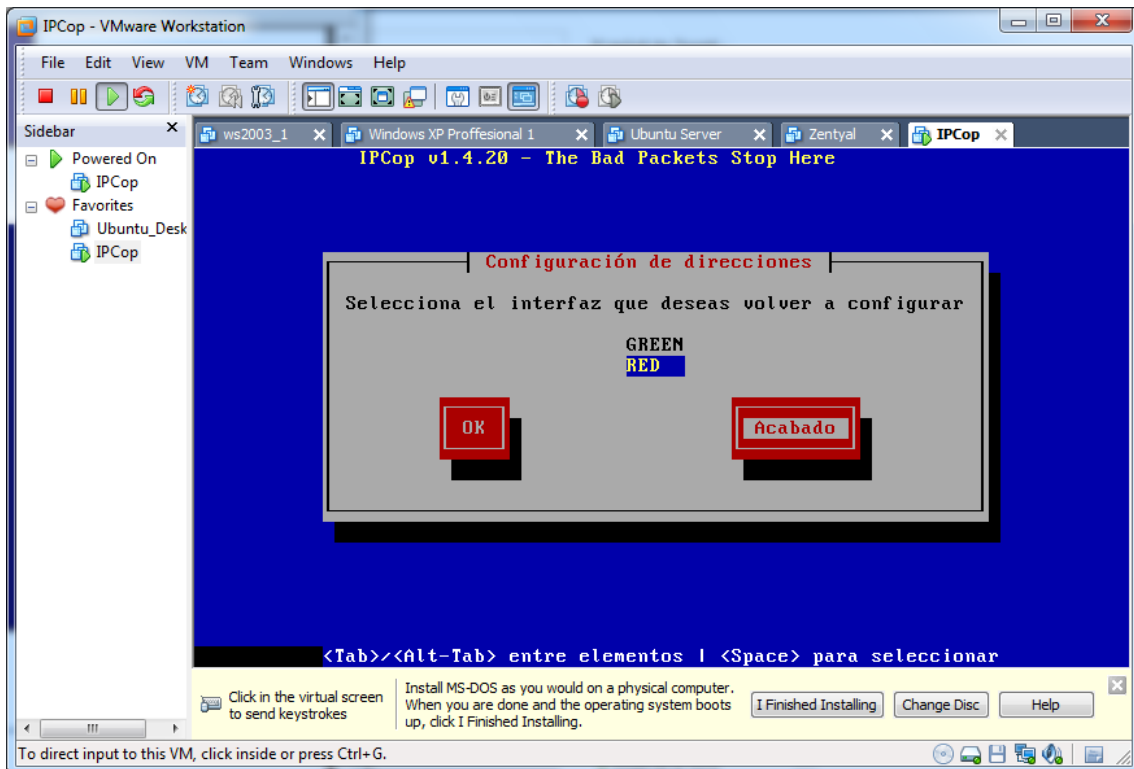 IPCop - VMware Workstation
File Edit View VM Team Windows Help
Sidebar
Powered On
IPCop
Favorites
Ubuntu_Desk
IPCop
ws2003_1 Windows XP Proffesional 1 Ubuntu Server Zentyal IPCop
IPCop v1.4.20 - The Bad Packets Stop Here
Configuración de direcciones
Selecciona el interfaz que deseas volver a configurar
GREEN
RED
OK Acabado
<Tab>/<Alt-Tab> entre elementos | <Space> para seleccionar
Click in the virtual screen
to send keystrokes
Install MS-DOS as you would on a physical computer.
When you are done and the operating system boots
up, click I Finished Installing.
I Finished Installing Change Disc Help
To direct input to this VM, click inside or press Ctrl+G.